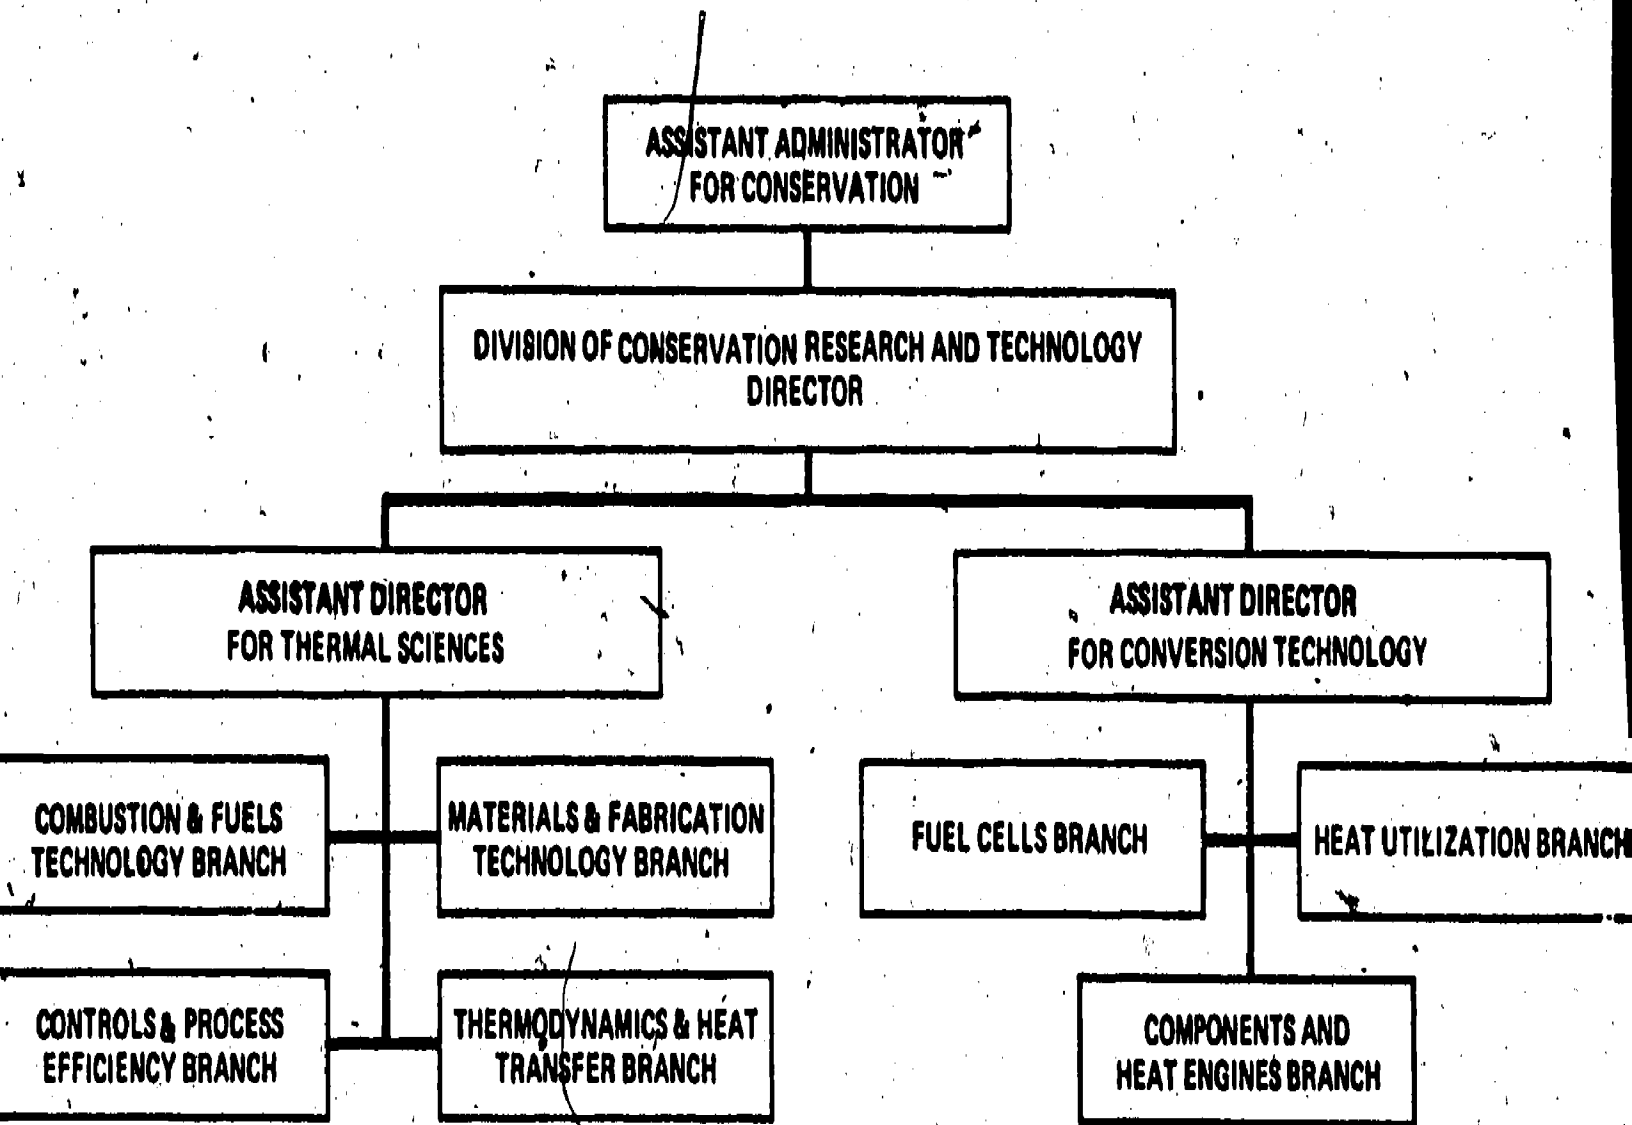 ASSISTANT ADMINISTRATOR
FOR CONSERVATION
DIVISION OF CONSERVATION RESEARCH AND TECHNOLOGY
DIRECTOR
ASSISTANT DIRECTOR
FOR THERMAL SCIENCES
ASSISTANT DIRECTOR
FOR CONVERSION TECHNOLOGY
COMBUSTION & FUELS
TECHNOLOGY BRANCH
MATERIALS & FABRICATION
TECHNOLOGY BRANCH
FUEL CELLS BRANCH
HEAT UTILIZATION BRANCH
CONTROLS & PROCESS
EFFICIENCY BRANCH
THERMODYNAMICS & HEAT
TRANSFER BRANCH
COMPONENTS AND
HEAT ENGINES BRANCH